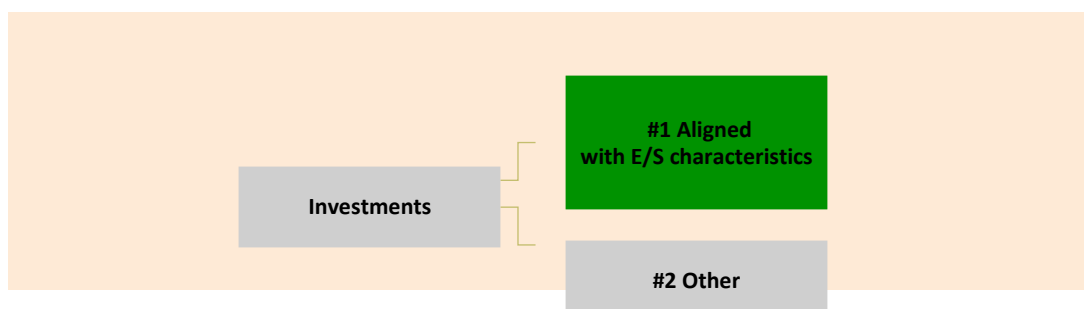 #1 Aligned
with E/S characteristics
Investments
#2 Other